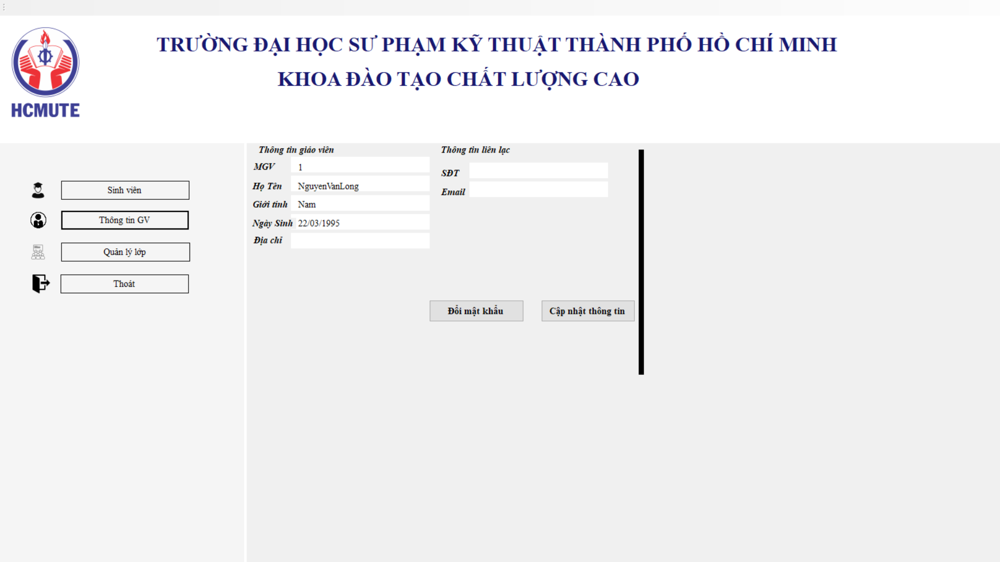 TRƯỜNG ĐẠI HỌC SƯ PHẠM KỸ THUẬT THÀNH PHỐ HỒ CHÍ MINH
KHOA ĐÀO TẠO CHẤT LƯỢNG CAO
HCMUTE
Sinh viên
Thông tin GV
Quản lý lớp
Thoát
Thông tin giáo viên
MGV 1
Họ Tên NguyenVanLong
Giới tính Nam
Ngày Sinh 22/03/1995
Địa chỉ
Thông tin liên lạc
SĐT
Email
Đổi mật khẩu
Cập nhật thông tin